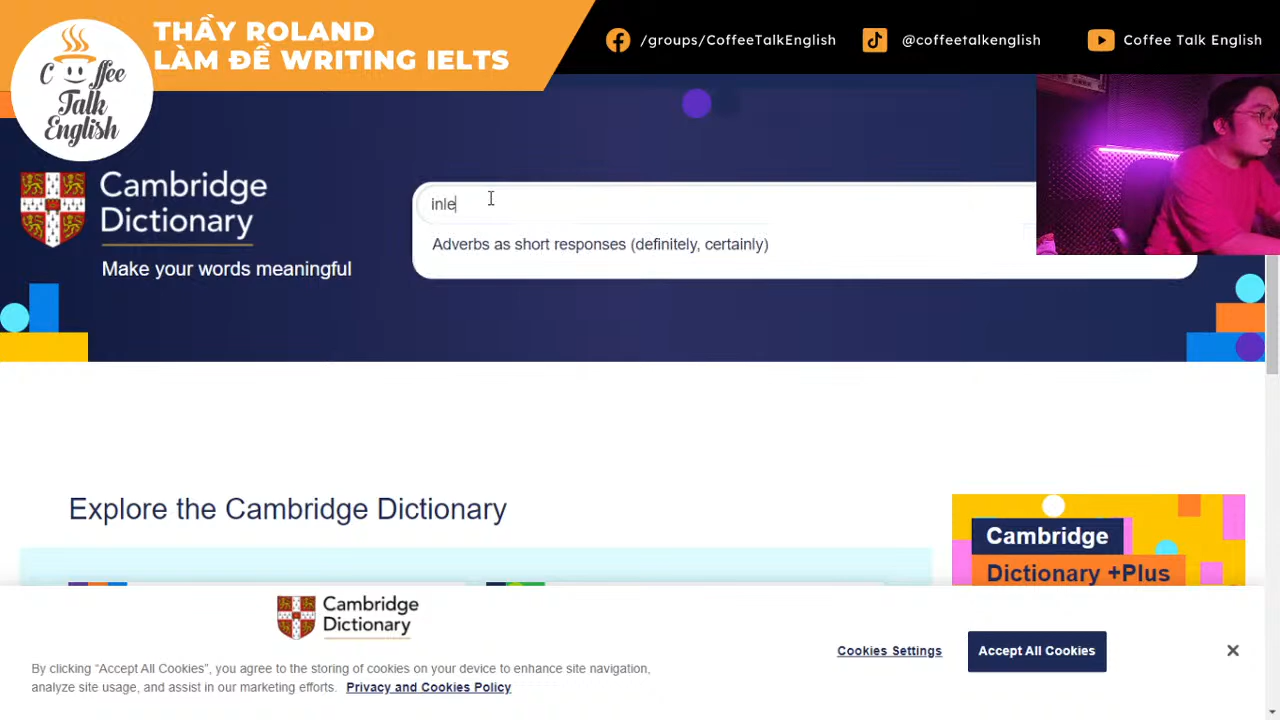 THẦY ROLAND
LÀM ĐỀ WRITING IELTS
/groups/CoffeeTalkEnglish
@coffeetalkenglish
Coffee Talk English
C ffee
Talk
English
Cambridge
Dictionary
Make your words meaningful
inle
Adverbs as short responses (definitely, certainly)
Explore the Cambridge Dictionary
Cambridge
Dictionary +Plus
Cambridge
Dictionary
By clicking “Accept All Cookies”, you agree to the storing of cookies on your device to enhance site navigation,
analyze site usage, and assist in our marketing efforts. Privacy and Cookies Policy
Cookies Settings
Accept All Cookies